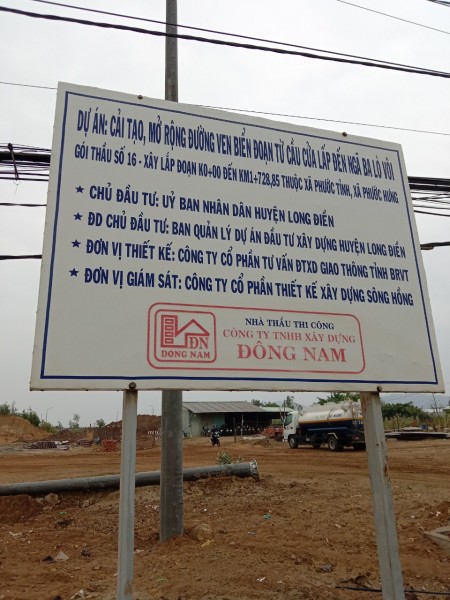 DỰ ÁN: CẢI TẠO, MỞ RỘNG ĐƯỜNG VEN BIỂN ĐOẠN TỪ CẦU CỬA LẤP ĐẾN NGÃ BA LÒ VÔI
GÓI THẦU SỐ 16 - XÂY LẮP ĐOẠN K0+00 ĐẾN KM1+728,85 THUỘC XÃ PHƯỚC TỈNH, XÃ PHƯỚC HƯNG
★ CHỦ ĐẦU TƯ: UỶ BAN NHÂN DÂN HUYỆN LONG ĐIỀN
★ ĐD CHỦ ĐẦU TƯ: BAN QUẢN LÝ DỰ ÁN ĐẦU TƯ XÂY DỰNG HUYỆN LONG ĐIỀN
★ ĐƠN VỊ THIẾT KẾ: CÔNG TY CỔ PHẦN TƯ VẤN ĐTXD GIAO THÔNG TỈNH BRVT
★ ĐƠN VỊ GIÁM SÁT: CÔNG TY CỔ PHẦN THIẾT KẾ XÂY DỰNG SÔNG HỒNG
NHÀ THẦU THI CÔNG
CÔNG TY TNHH XÂY DỰNG
ĐÔNG NAM
ĐN
DONG NAM